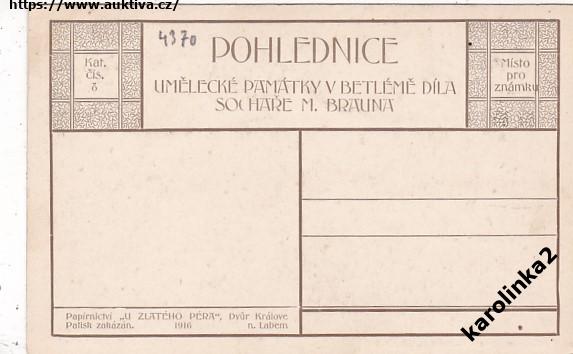 https://www.auktiva.cz/
4370
POHLEDNICE
UMĚLECKÉ PAMÁTKY V BETLÉMĚ DÍLA
SOCHAŘE M. BRAUNA
Kat.
čís.
8
Místo
pro
známku
Papírnictví „U ZLATÉHO PÉRA“, Dvůr Králové
Patisk zakázán. 1916 n. Labem
karolinka2